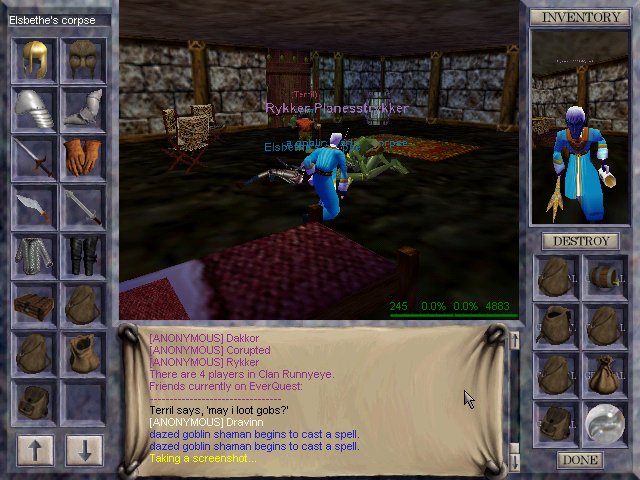 Elsbethe's corpse
INVENTORY
(Terril)
Rykker Planesstrykker
DESTROY
245 0.0% 0.0% 4883
[ANONYMOUS] Dakkor
[ANONYMOUS] Corupted
[ANONYMOUS] Rykker
There are 4 players in Clan Runnyeye.
Friends currently on EverQuest:
---------------------------------
Terril says, 'may i loot gobs?'
[ANONYMOUS] Dravinn
dazed goblin shaman begins to cast a spell.
dazed goblin shaman begins to cast a spell.
Taking a screenshot...
DONE